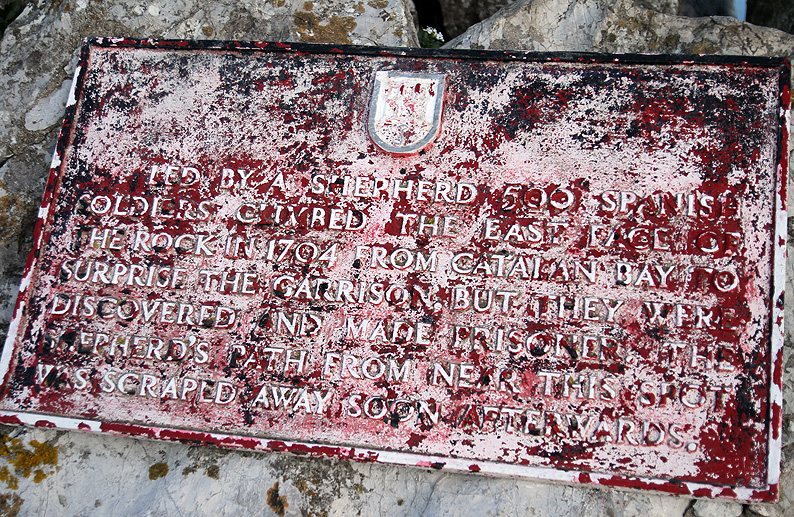 LED BY A SHEPHERD 500 SPANISH
SOLDIERS CLIMBED THE EAST FACE OF
THE ROCK IN 1704 FROM CATALAN BAY TO
SURPRISE THE GARRISON BUT THEY WERE
DISCOVERED AND MADE PRISONER. THE
SHEPHERD'S PATH FROM NEAR THIS SPOT
WAS SCRAPED AWAY SOON AFTERWARDS.